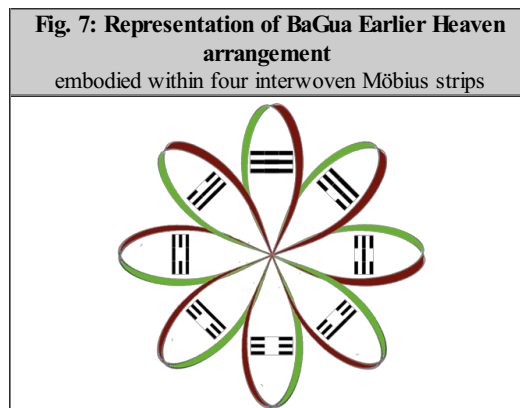 Fig. 7: Representation of BaGua Earlier Heaven
arrangement
embodied within four interwoven Möbius strips